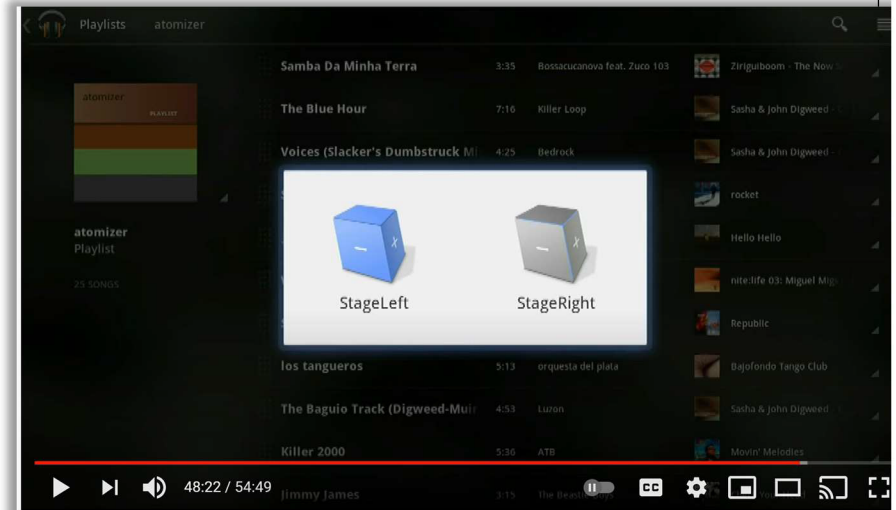 Playlists atomizer
Samba Da Minha Terra 3:35 Bossacucanova feat. Zuco 103 Ziriguiboom - The Now S
atomizer
PLAYLIST
The Blue Hour 7:16 Killer Loop Sasha & John Digweed - C
Voices (Slacker's Dumbstruck Mi 4:25 Bedrock Sasha & John Digweed -
rocket
atomizer
Playlist
Hello Hello
25 SONGS
nite:life 03: Miguel Mig
StageLeft StageRight
Republic
los tangueros 5:13 orquesta del plata Bajofondo Tango Club
The Baguio Track (Digweed-Muir 4:53 Luzon Sasha & John Digweed
Killer 2000 5:36 ATB Movin' Melodies
48:22 / 54:49 CC
Jimmy James 3:15 The Beastie Boys